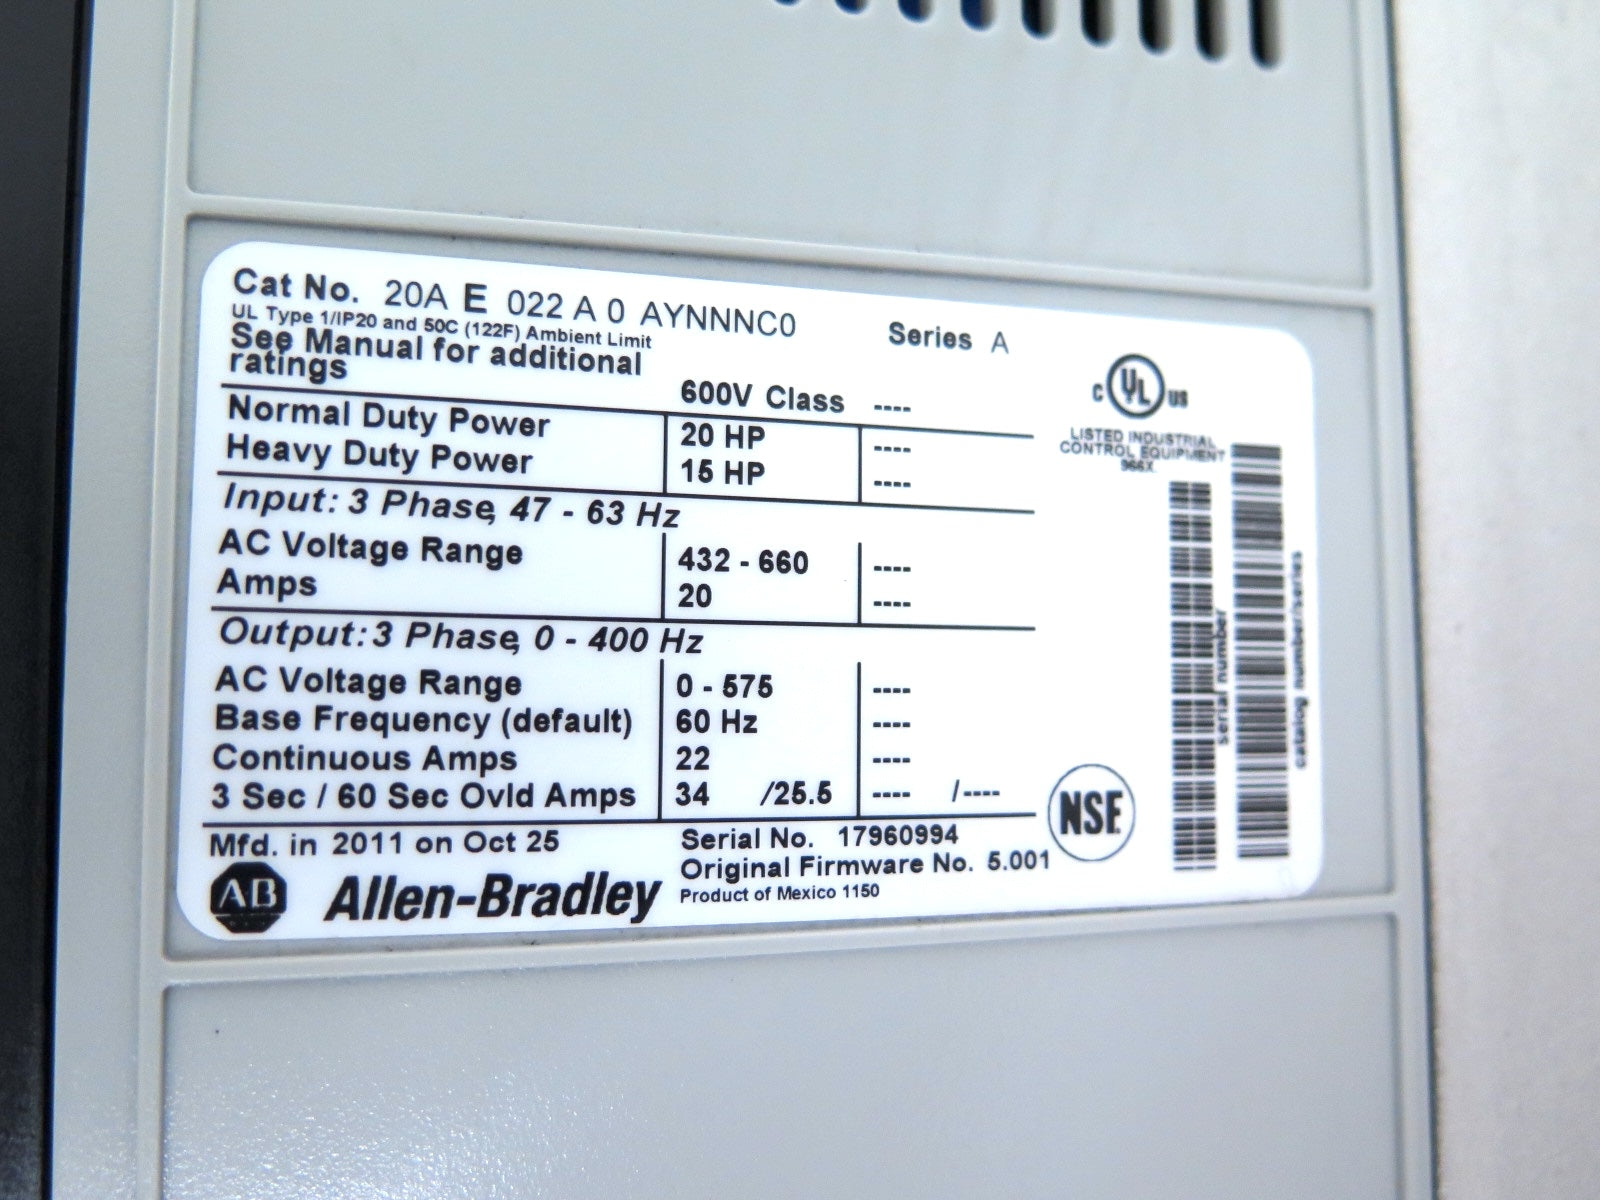 Cat No. 20A E 022 A 0 AYNNNC0 Series A
UL Type 1/IP20 and 50C (122F) Ambient Limit
See Manual for additional
ratings
600V Class ----
Normal Duty Power 20 HP ----
Heavy Duty Power 15 HP ----
Input: 3 Phase, 47 - 63 Hz
AC Voltage Range 432 - 660 ----
Amps 20 ----
Output: 3 Phase, 0 - 400 Hz
AC Voltage Range 0 - 575 ----
Base Frequency (default) 60 Hz ----
Continuous Amps 22 ----
3 Sec / 60 Sec Ovld Amps 34 /25.5 ---- /----
Mfd. in 2011 on Oct 25
Serial No. 17960994
Original Firmware No. 5.001
Product of Mexico 1150
AB Allen-Bradley
C UL US
LISTED INDUSTRIAL
CONTROL EQUIPMENT
966X
serial number
catalog number/series
NSF